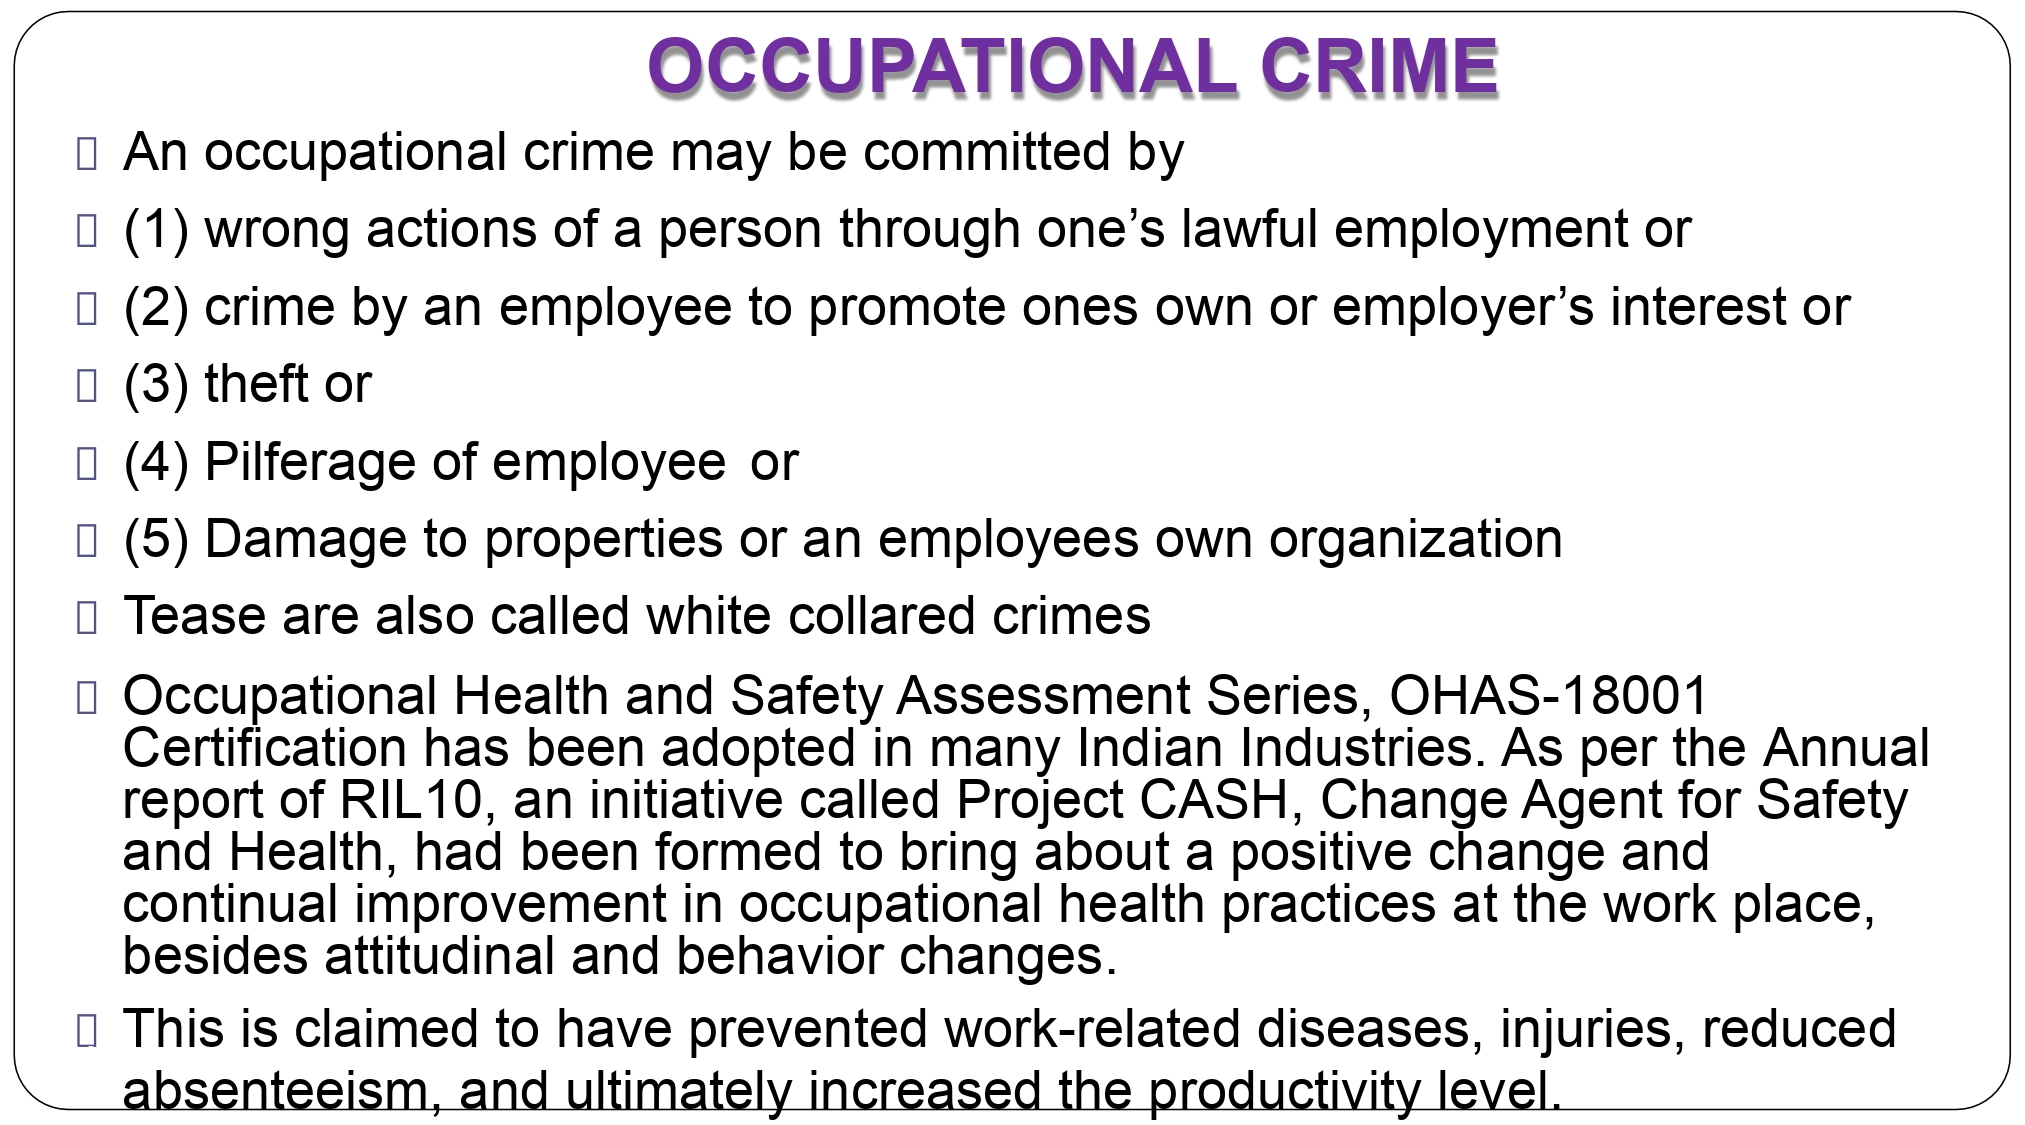 OCCUPATIONAL CRIME
An occupational crime may be committed by
(1) wrong actions of a person through one’s lawful employment or
(2) crime by an employee to promote ones own or employer’s interest or
(3) theft or
(4) Pilferage of employee or
(5) Damage to properties or an employees own organization
Tease are also called white collared crimes
Occupational Health and Safety Assessment Series, OHAS-18001
Certification has been adopted in many Indian Industries. As per the Annual
report of RIL10, an initiative called Project CASH, Change Agent for Safety
and Health, had been formed to bring about a positive change and
continual improvement in occupational health practices at the work place,
besides attitudinal and behavior changes.
This is claimed to have prevented work-related diseases, injuries, reduced
absenteeism, and ultimately increased the productivity level.